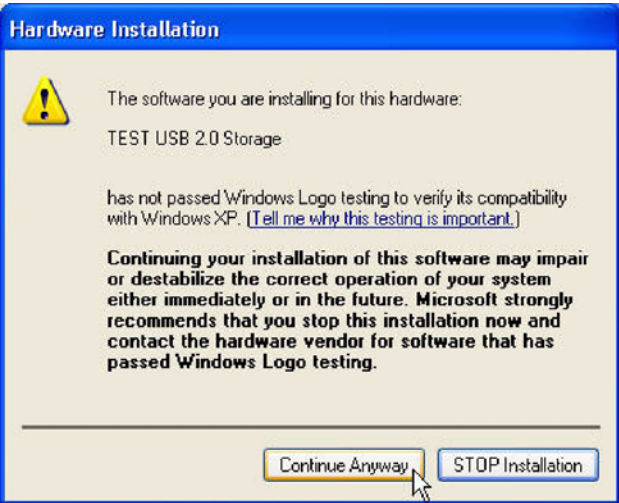 Hardware Installation
The software you are installing for this hardware:
TEST USB 2.0 Storage
has not passed Windows Logo testing to verify its compatibility
with Windows XP. (Tell me why this testing is important.)
Continuing your installation of this software may impair
or destabilize the correct operation of your system
either immediately or in the future. Microsoft strongly
recommends that you stop this installation now and
contact the hardware vendor for software that has
passed Windows Logo testing.
Continue Anyway STOP Installation